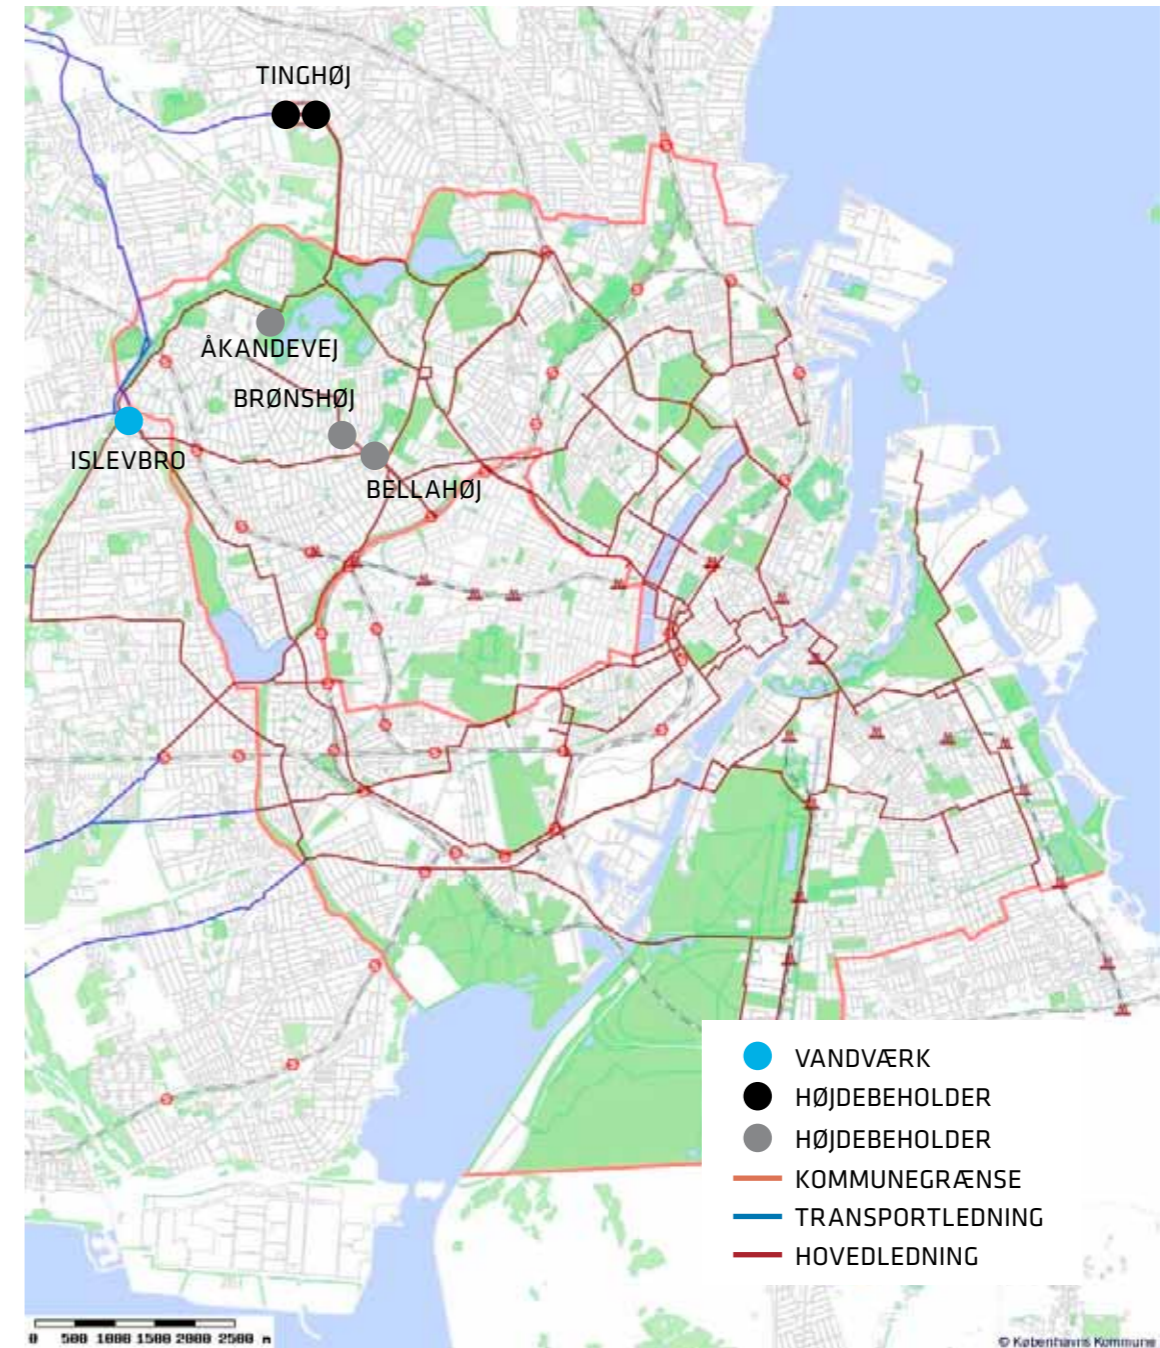 TINGHØJ
ÅKANDEVEJ
BRØNSHØJ
ISLEVBRO
BELLAHØJ
VANDVÆRK
HØJDEBEHOLDER
HØJDEBEHOLDER
KOMMUNEGRÆNSE
TRANSPORTLEDNING
HOVEDLEDNING
0 500 1000 1500 2000 2500 m
© Københavns Kommune